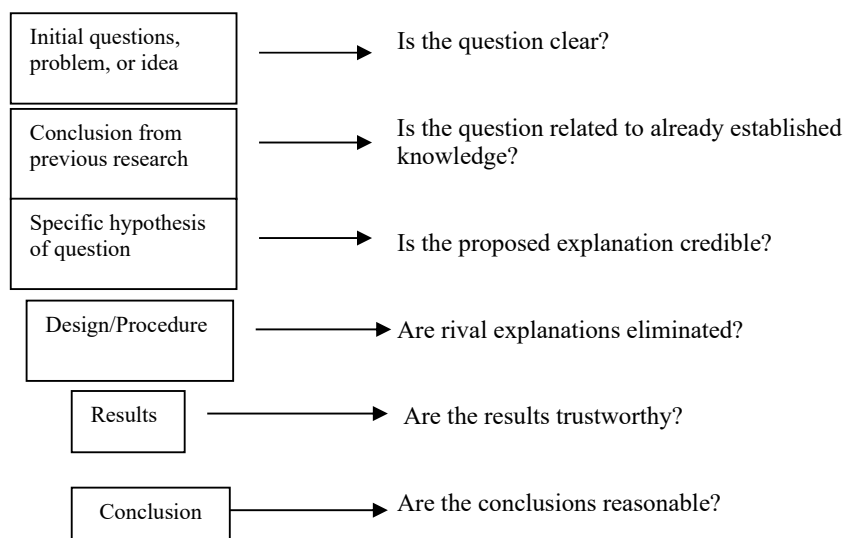 Initial questions,
problem, or idea
Is the question clear?
Conclusion from
previous research
Is the question related to already established
knowledge?
Specific hypothesis
of question
Is the proposed explanation credible?
Design/Procedure
Are rival explanations eliminated?
Results
Are the results trustworthy?
Conclusion
Are the conclusions reasonable?